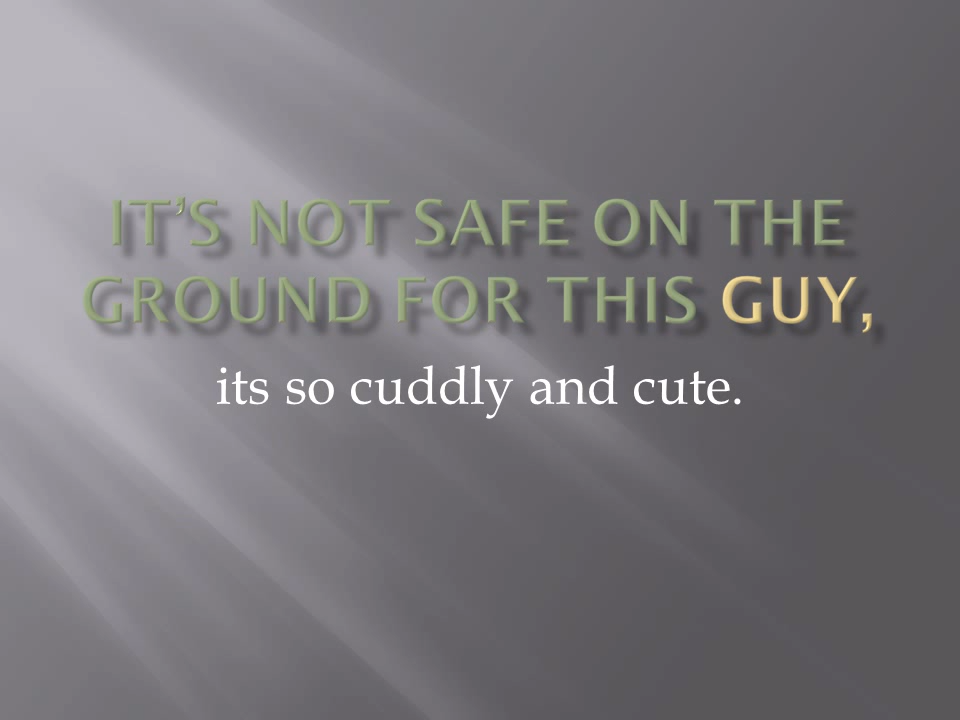 IT’S NOT SAFE ON THE
GROUND FOR THIS GUY,
its so cuddly and cute.